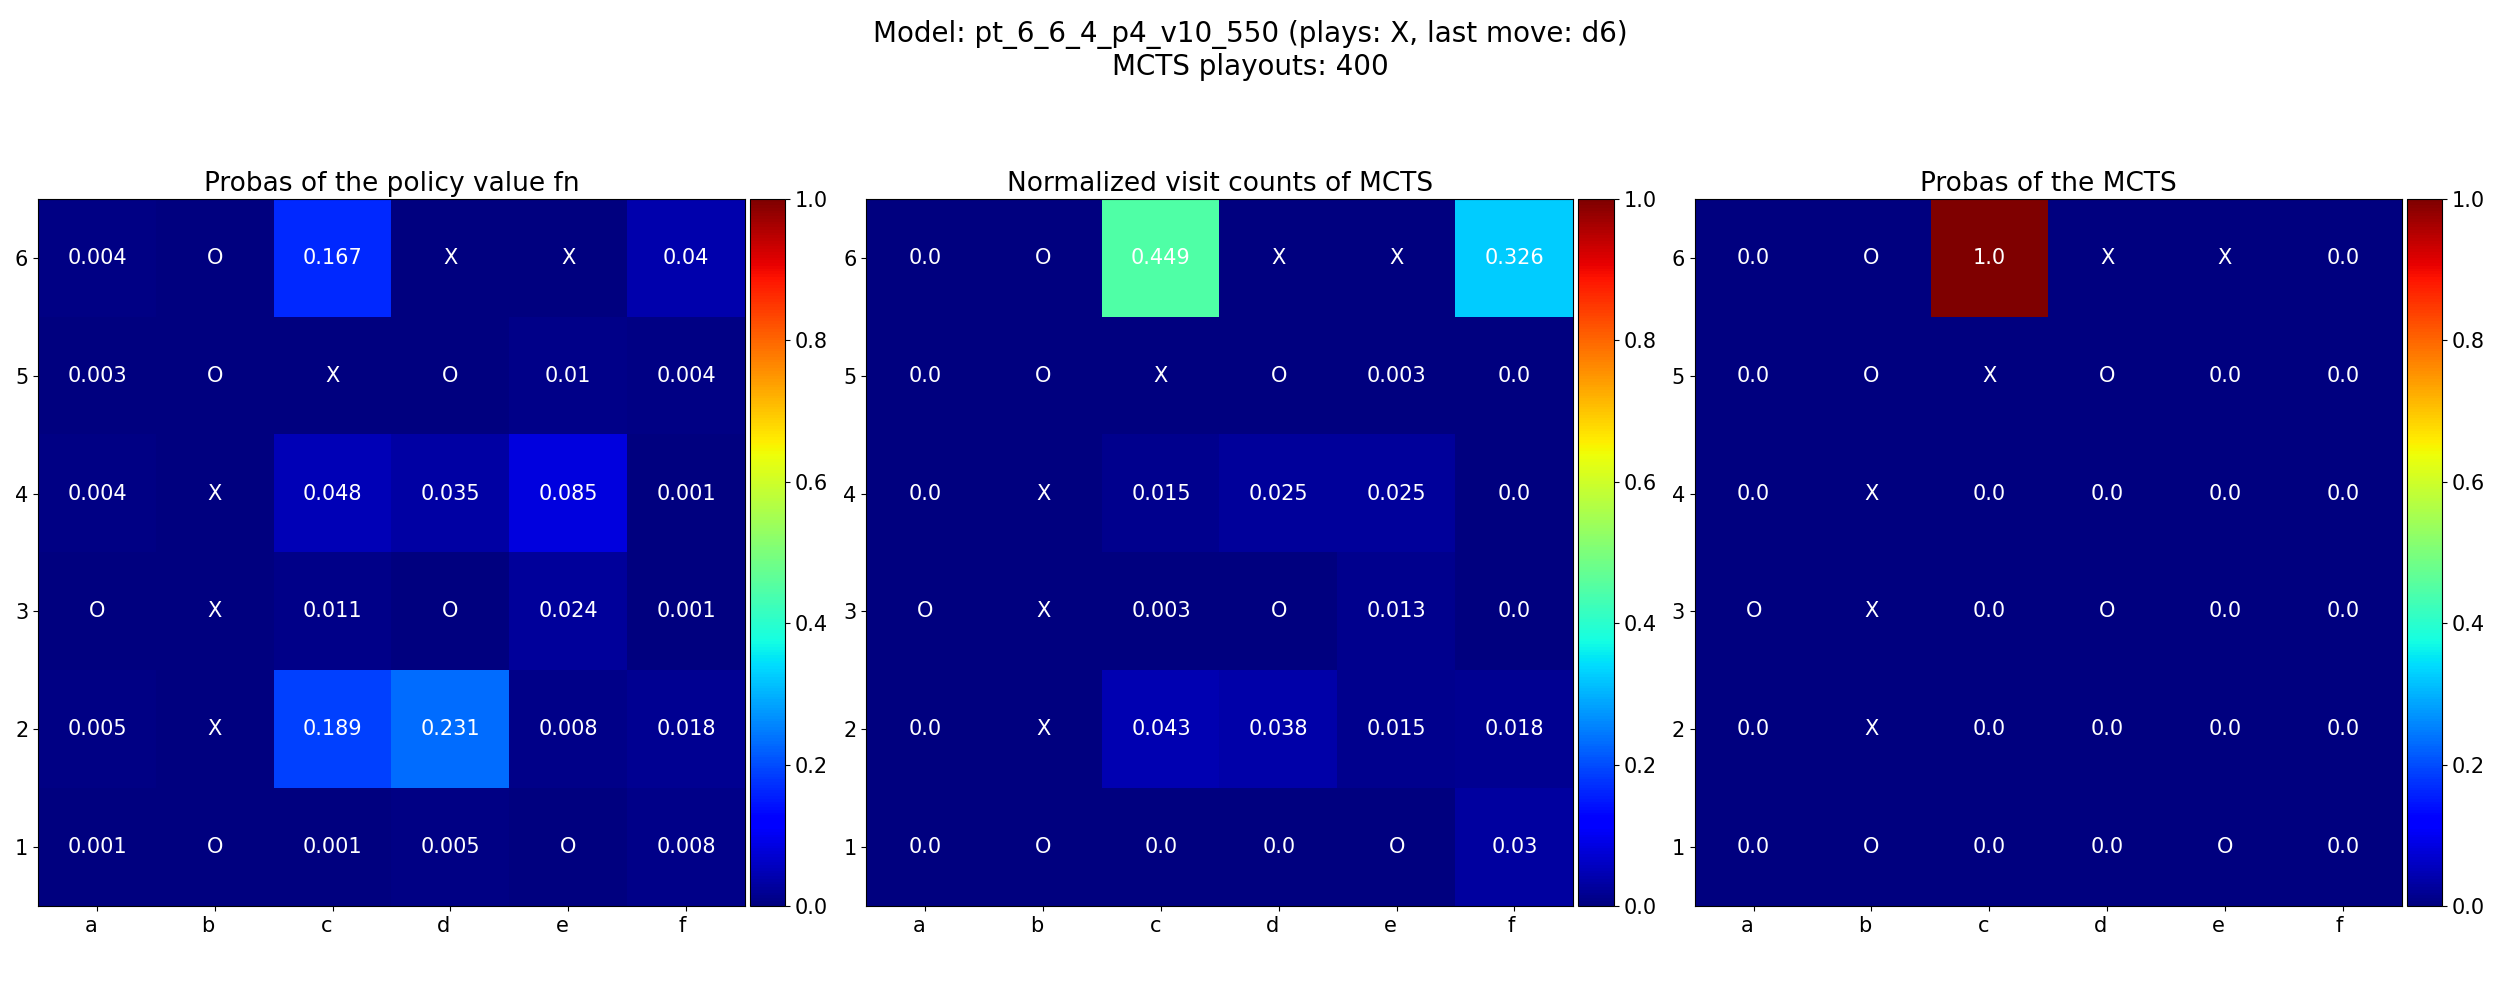 Model: pt_6_6_4_p4_v10_550 (plays: X, last move: d6)
MCTS playouts: 400
Probas of the policy value fn
6 0.004 O 0.167 X X 0.04
5 0.003 O X O 0.01 0.004
4 0.004 X 0.048 0.035 0.085 0.001
3 O X 0.011 O 0.024 0.001
2 0.005 X 0.189 0.231 0.008 0.018
1 0.001 O 0.001 0.005 O 0.008
a b c d e f
1.0
0.8
0.6
0.4
0.2
0.0
Normalized visit counts of MCTS
6 0.0 O 0.449 X X 0.326
5 0.0 O X O 0.003 0.0
4 0.0 X 0.015 0.025 0.025 0.0
3 O X 0.003 O 0.013 0.0
2 0.0 X 0.043 0.038 0.015 0.018
1 0.0 O 0.0 0.0 O 0.03
a b c d e f
1.0
0.8
0.6
0.4
0.2
0.0
Probas of the MCTS
6 0.0 O 1.0 X X 0.0
5 0.0 O X O 0.0 0.0
4 0.0 X 0.0 0.0 0.0 0.0
3 O X 0.0 O 0.0 0.0
2 0.0 X 0.0 0.0 0.0 0.0
1 0.0 O 0.0 0.0 O 0.0
a b c d e f
1.0
0.8
0.6
0.4
0.2
0.0